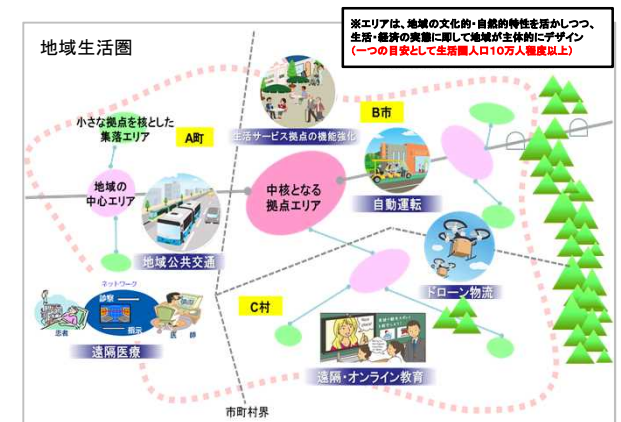 ※エリアは、地域の文化的・自然的特性を活かしつつ、
生活・経済の実態に即して地域が主体的にデザイン
(一つの目安として生活圏人口10万人程度以上)
地域生活圏
小さな拠点を核とした
集落エリア
A町
生活サービス拠点の機能強化
B市
地域の
中心エリア
中核となる
拠点エリア
自動運転
地域公共交通
ドローン物流
ネットワーク
診察
指示
患者
医師
遠隔医療
C村
遠隔・オンライン教育
市町村界